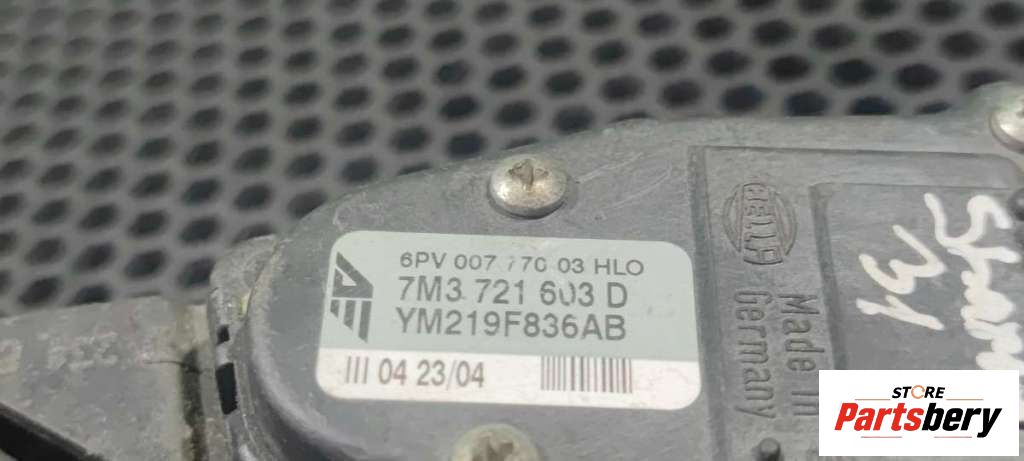 6PV 007 770 03 HLO
7M3 721 603 D
YM219F836AB
III 04 23/04
HELLA
Made in
Germany
31
STORE
Partsbery